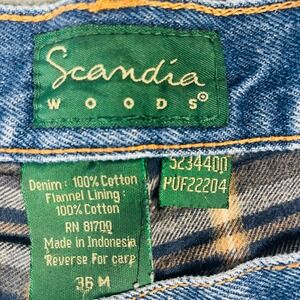 Scandia
WOODS®
Denim: 100% Cotton
Flannel Lining:
100% Cotton
RN 81700
Made in Indonesia
Reverse For care
36 M
5234400
PUF22204